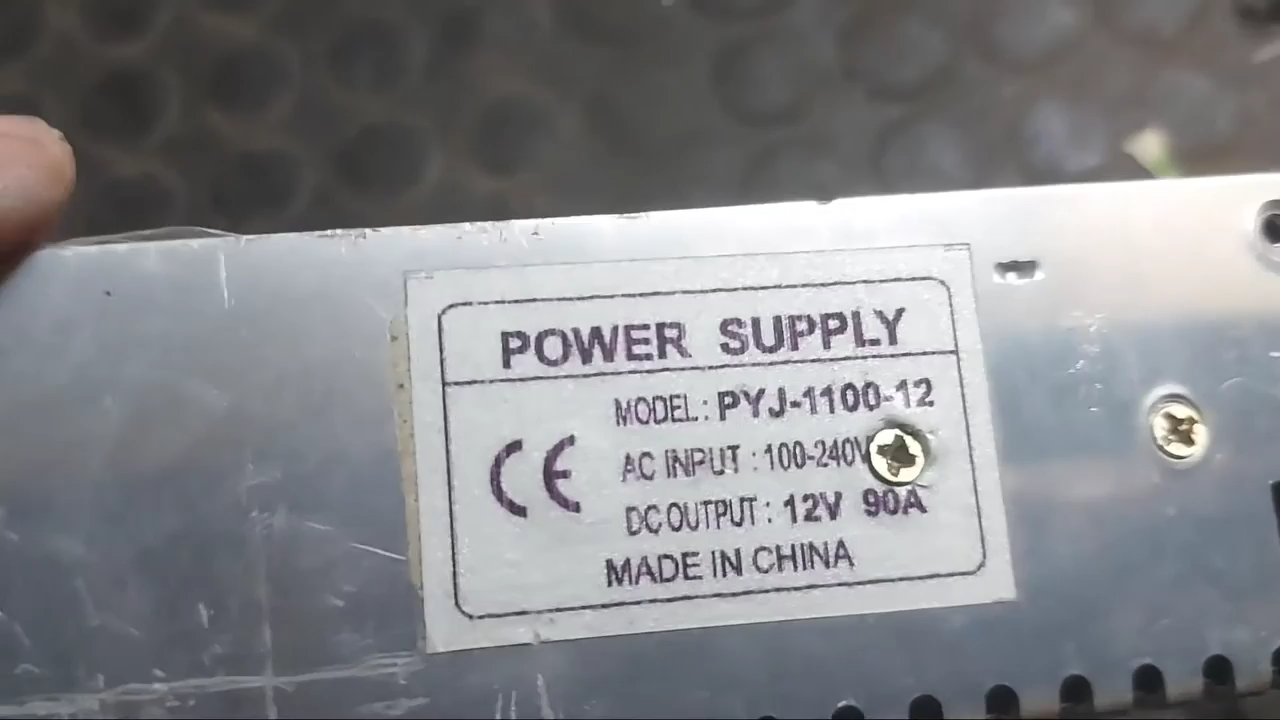 POWER SUPPLY
MODEL: PYJ-1100-12
CE
AC INPUT : 100-240V
DC OUTPUT : 12V 90A
MADE IN CHINA